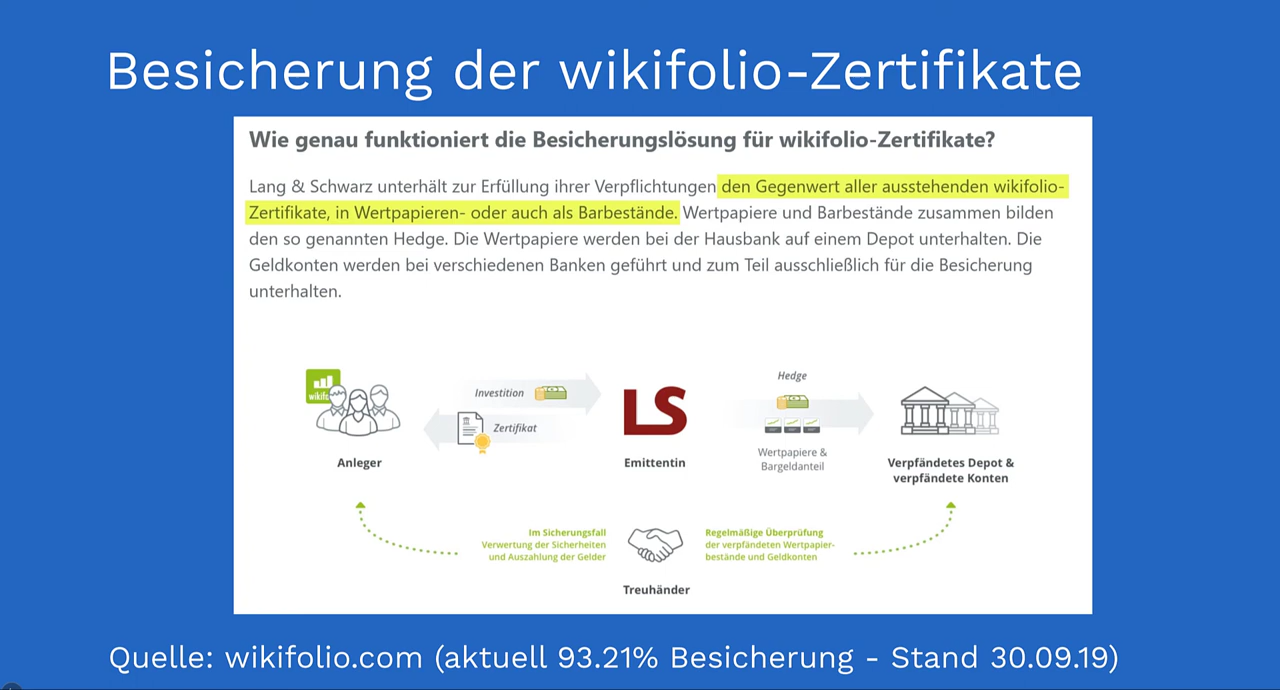 Besicherung der wikifolio-Zertifikate
Wie genau funktioniert die Besicherungslösung für wikifolio-Zertifikate?
Lang & Schwarz unterhält zur Erfüllung ihrer Verpflichtungen den Gegenwert aller ausstehenden wikifolio-
Zertifikate, in Wertpapieren- oder auch als Barbestände. Wertpapiere und Barbestände zusammen bilden
den so genannten Hedge. Die Wertpapiere werden bei der Hausbank auf einem Depot unterhalten. Die
Geldkonten werden bei verschiedenen Banken geführt und zum Teil ausschließlich für die Besicherung
unterhalten.
wikifo
Anleger
Investition
Zertifikat
LS
Emittentin
Hedge
Wertpapiere &
Bargeldanteil
Verpfändetes Depot &
verpfändete Konten
Im Sicherungsfall
Verwertung der Sicherheiten
und Auszahlung der Gelder
Treuhänder
Regelmäßige Überprüfung
der verpfändeten Wertpapier-
bestände und Geldkonten
Quelle: wikifolio.com (aktuell 93.21% Besicherung - Stand 30.09.19)